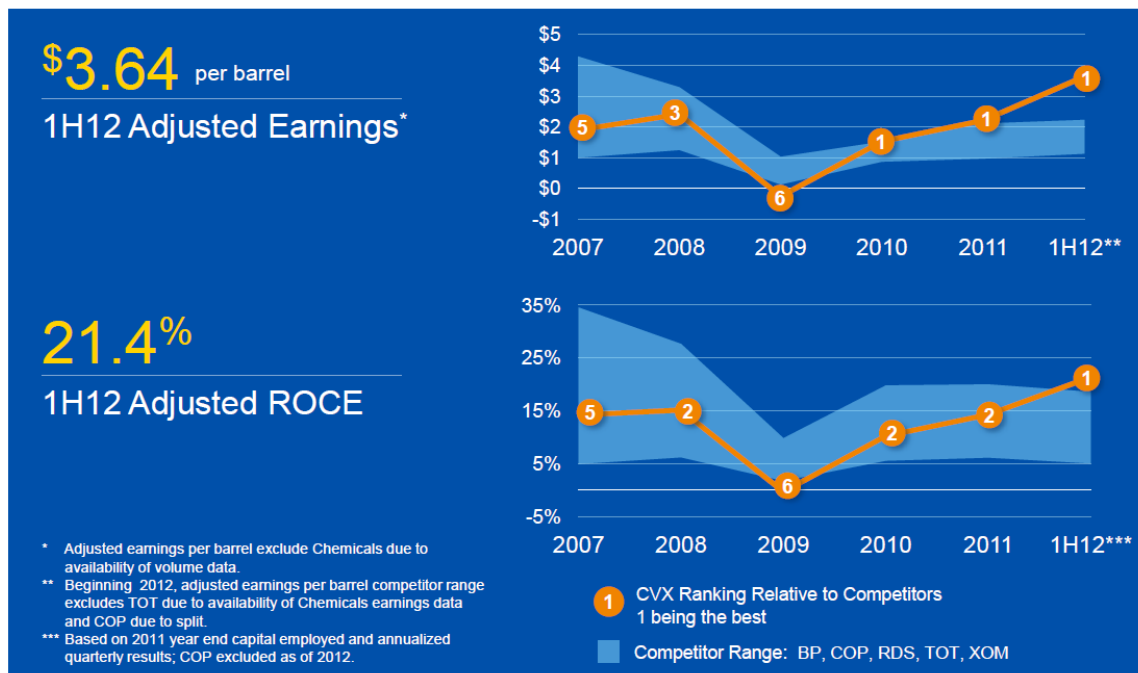 $3.64 per barrel
1H12 Adjusted Earnings*
$5
$4
$3
$2
$1
$0
-$1
5
3
6
1
1
1
2007 2008 2009 2010 2011 1H12**
21.4%
1H12 Adjusted ROCE
35%
25%
15%
5%
-5%
5
2
6
2
2
1
2007 2008 2009 2010 2011 1H12***
* Adjusted earnings per barrel exclude Chemicals due to
availability of volume data.
** Beginning 2012, adjusted earnings per barrel competitor range
excludes TOT due to availability of Chemicals earnings data
and COP due to split.
*** Based on 2011 year end capital employed and annualized
quarterly results; COP excluded as of 2012.
1 CVX Ranking Relative to Competitors
1 being the best
Competitor Range: BP, COP, RDS, TOT, XOM